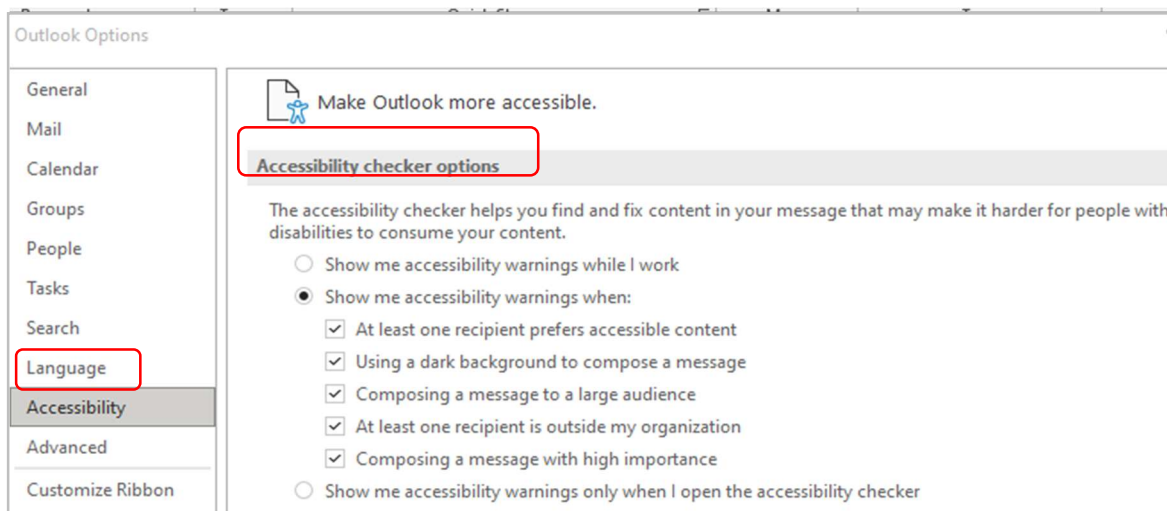 Outlook Options
General
Mail
Calendar
Groups
People
Tasks
Search
Language
Accessibility
Advanced
Customize Ribbon
Make Outlook more accessible.
Accessibility checker options
The accessibility checker helps you find and fix content in your message that may make it harder for people with
disabilities to consume your content.
Show me accessibility warnings while I work
Show me accessibility warnings when:
At least one recipient prefers accessible content
Using a dark background to compose a message
Composing a message to a large audience
At least one recipient is outside my organization
Composing a message with high importance
Show me accessibility warnings only when I open the accessibility checker